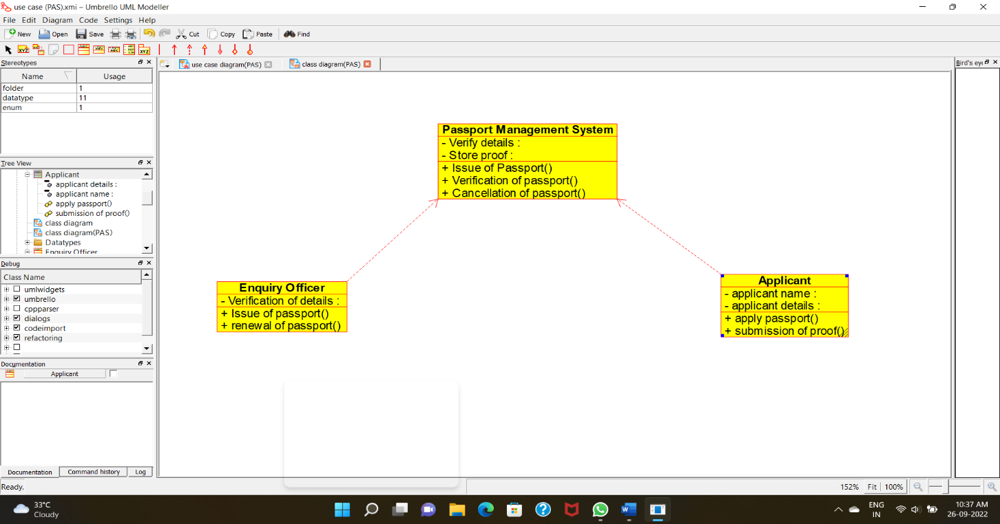 use case (PAS).xmi – Umbrello UML Modeller
File Edit Diagram Code Settings Help
New Open Save Cut Copy Paste Find
Stereotypes
Name Usage
folder 1
datatype 11
enum 1
Tree View
Applicant
applicant details :
applicant name :
apply passport()
submission of proof()
class diagram
class diagram(PAS)
Datatypes
Enquiry Officer
Debug
Class Name
umlwidgets
umbrello
cppparser
dialogs
codeimport
refactoring
Documentation
Applicant
Documentation Command history Log
Ready.
use case diagram(PAS) class diagram(PAS)
Passport Management System
- Verify details :
- Store proof :
+ Issue of Passport()
+ Verification of passport()
+ Cancellation of passport()
Enquiry Officer
- Verification of details :
+ Issue of passport()
+ renewal of passport()
Applicant
- applicant name :
- applicant details :
+ apply passport()
+ submission of proof()
Bird's ey
152% Fit 100%
33°C
Cloudy
ENG
IN
10:37 AM
26-09-2022